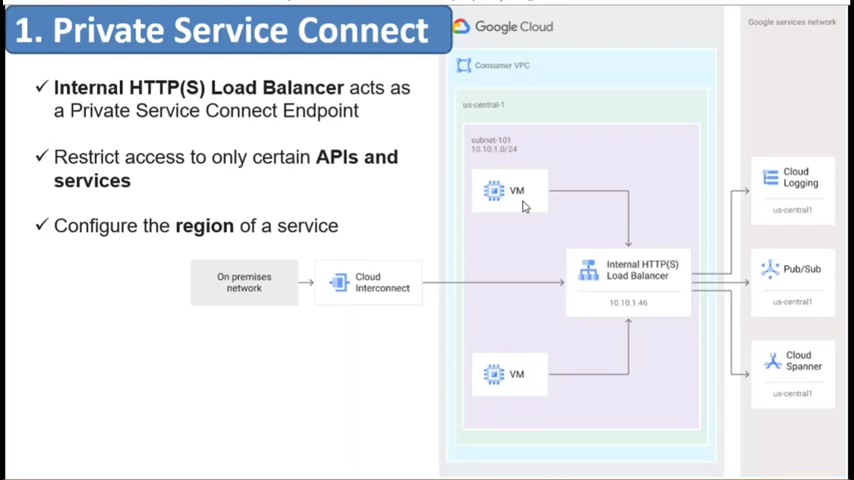 1. Private Service Connect
✓ Internal HTTP(S) Load Balancer acts as
a Private Service Connect Endpoint
✓ Restrict access to only certain APIs and
services
✓ Configure the region of a service
Google Cloud
Google services network
Consumer VPC
us-central-1
subnet-101
10.10.1.0/24
VM
On premises
network
Cloud
Interconnect
Internal HTTP(S)
Load Balancer
10.10.1.46
VM
Cloud
Logging
us-central1
Pub/Sub
us-central1
Cloud
Spanner
us-central1